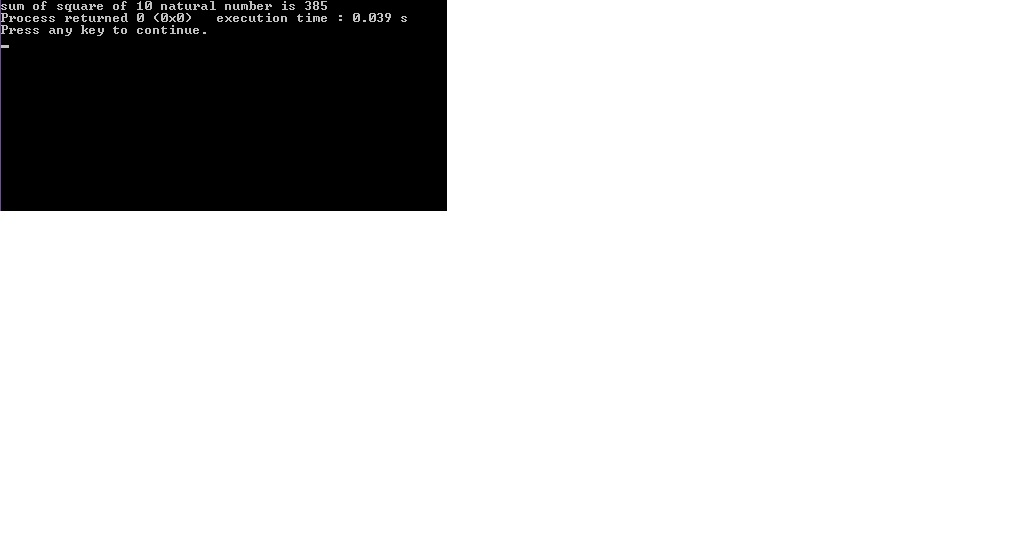 sum of square of 10 natural number is 385
Process returned 0 (0x0)   execution time : 0.039 s
Press any key to continue.